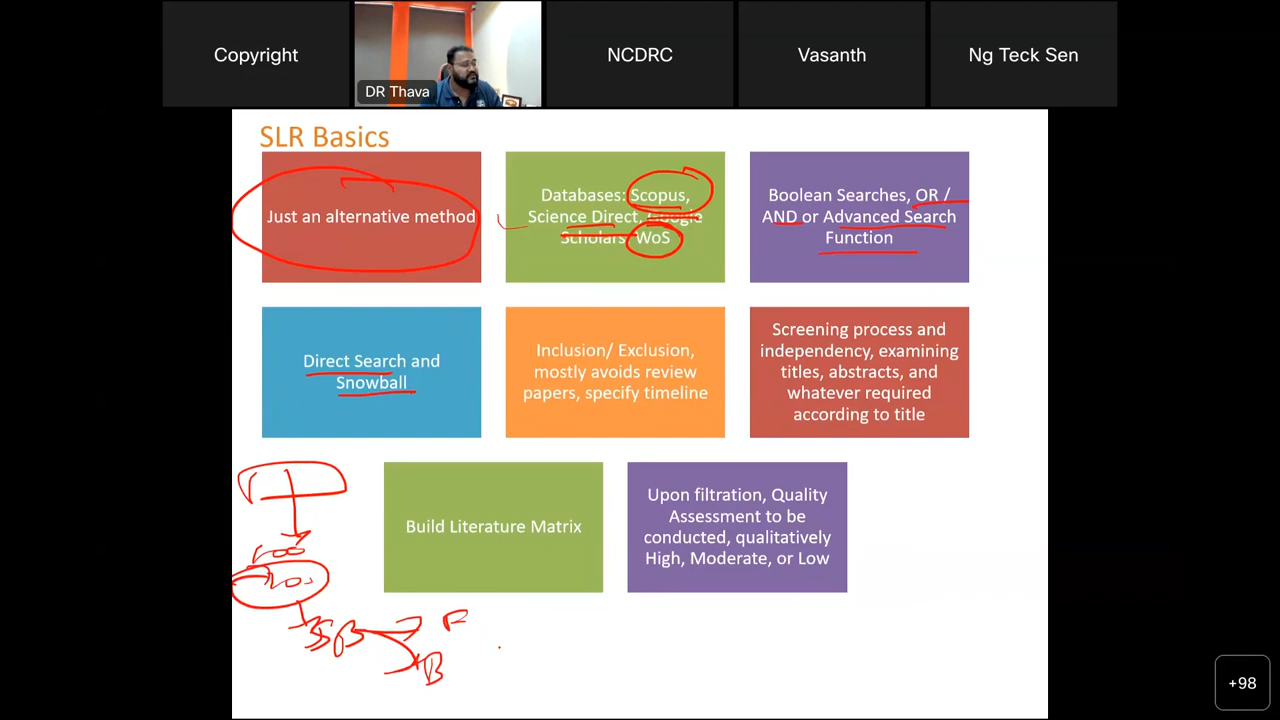 Copyright
DR Thava
NCDRC
Vasanth
Ng Teck Sen
SLR Basics
Just an alternative method
Databases: Scopus,
Science Direct, Google
Scholars, WoS
Boolean Searches, OR /
AND or Advanced Search
Function
Direct Search and
Snowball
Inclusion/ Exclusion,
mostly avoids review
papers, specify timeline
Screening process and
independency, examining
titles, abstracts, and
whatever required
according to title
Build Literature Matrix
Upon filtration, Quality
Assessment to be
conducted, qualitatively
High, Moderate, or Low
F
B
+98